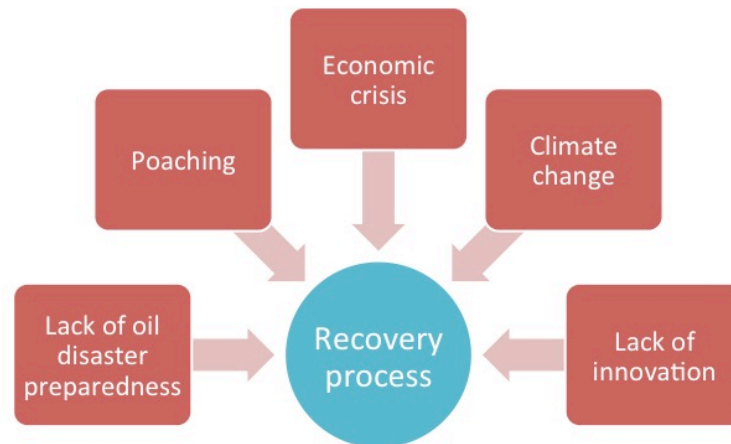 Economic
crisis
Poaching
Climate
change
Lack of oil
disaster
preparedness
Recovery
process
Lack of
innovation